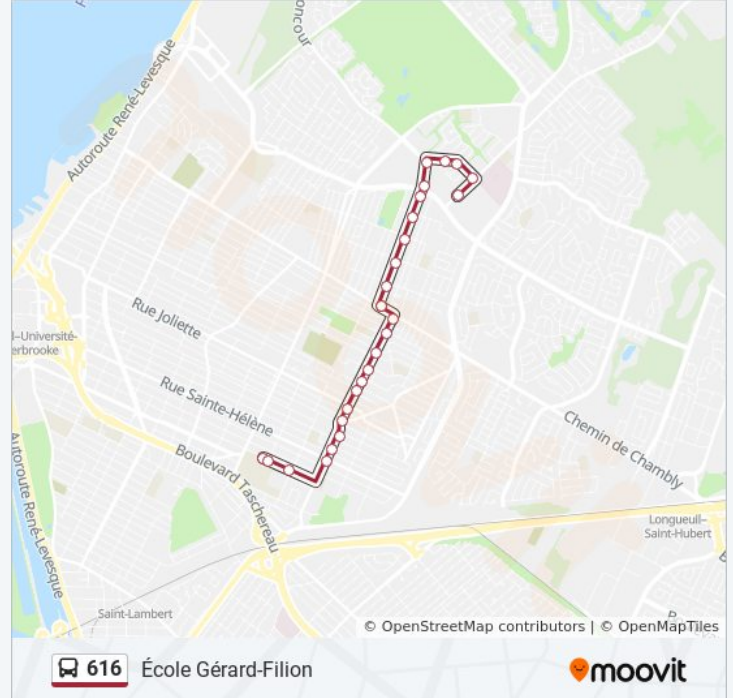 oncour
Autoroute René-Levesque
Rue Joliette
l–Université-
erbrooke
Rue Sainte-Hélène
Chemin de Chambly
Boulevard Taschereau
Autoroute René-Levesque
Longueuil–
Saint-Hubert
Saint-Lambert
© OpenStreetMap contributors | © OpenMapTiles
616 École Gérard-Filion
moovit